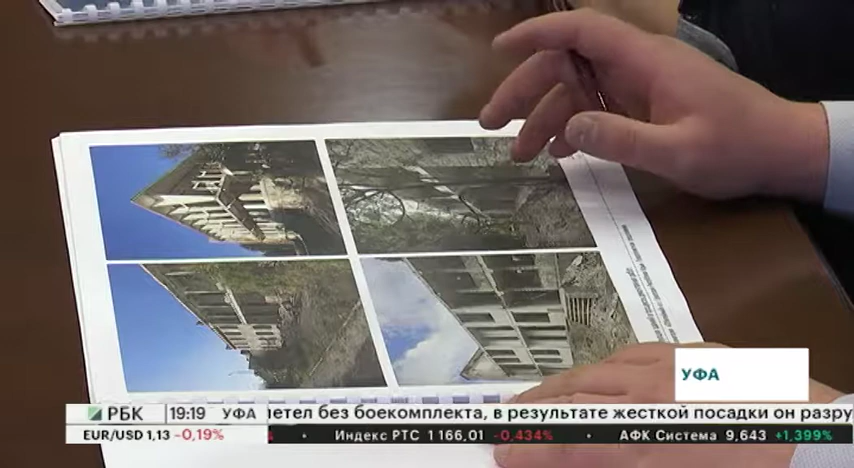 УФА
РБК 19:19 УФА летел без боекомплекта, в результате жесткой посадки он разру
EUR/USD 1,13 -0,19% • Индекс РТС 1 166,01 -0,434% • АФК Система 9,643 +1,399%